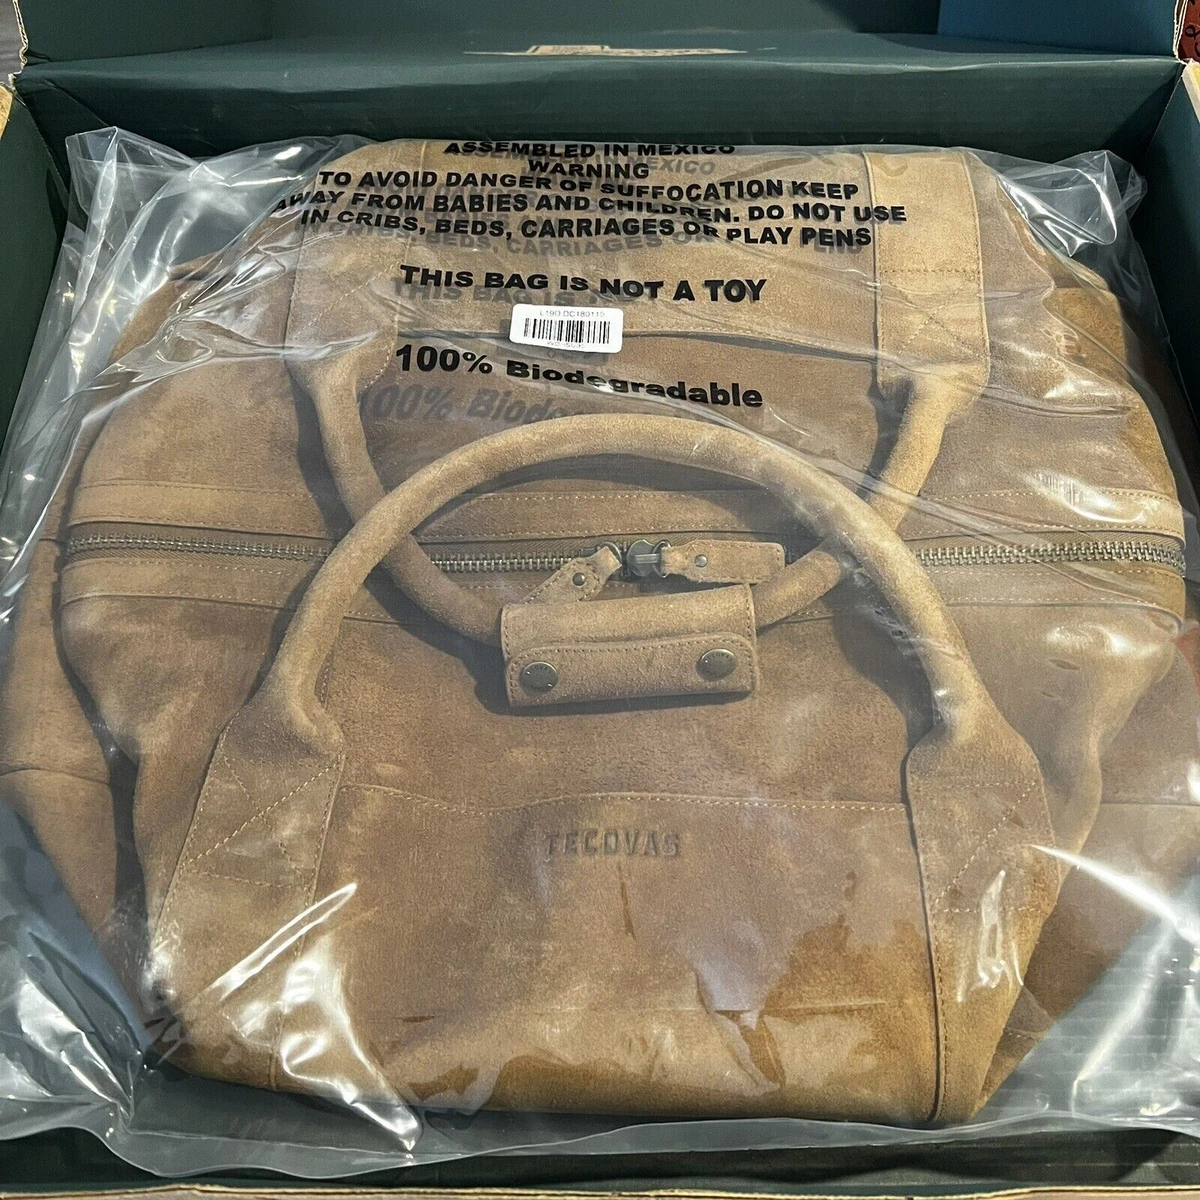 ASSEMBLED IN MEXICO
WARNING
TO AVOID DANGER OF SUFFOCATION KEEP
AWAY FROM BABIES AND CHILDREN. DO NOT USE
IN CRIBS, BEDS, CARRIAGES OR PLAY PENS
THIS BAG IS NOT A TOY
100% Biodegradable
TECOVAS